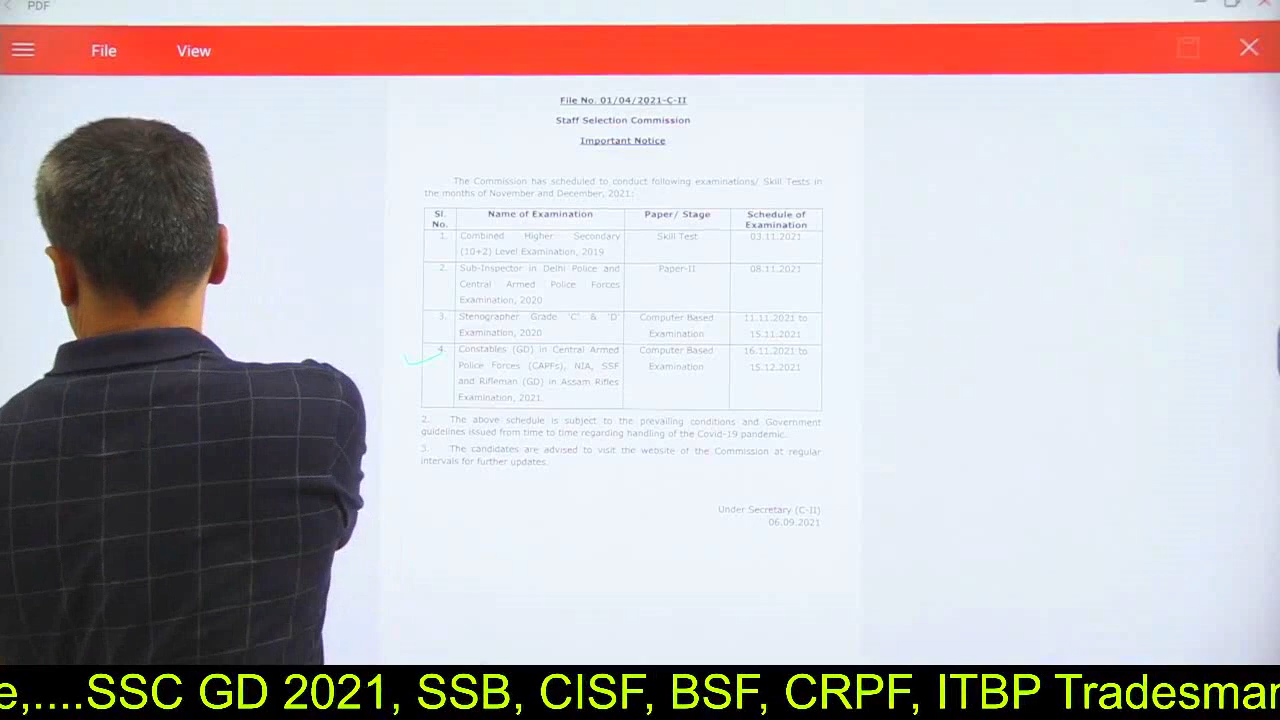 PDF
File View
File No. 01/04/2021-C-II
Staff Selection Commission
Important Notice
The Commission has scheduled to conduct following examinations/ Skill Tests in
the months of November and December, 2021:
Sl. No. Name of Examination Paper/ Stage Schedule of Examination
1. Combined Higher Secondary Skill Test 03.11.2021
(10+2) Level Examination, 2019
2. Sub-Inspector in Delhi Police and Paper-II 08.11.2021
Central Armed Police Forces
Examination, 2020
3. Stenographer Grade 'C' & 'D' Computer Based 11.11.2021 to
Examination, 2020 Examination 15.11.2021
4. Constables (GD) in Central Armed Computer Based 16.11.2021 to
Police Forces (CAPFs), NIA, SSF Examination 15.12.2021
and Rifleman (GD) in Assam Rifles
Examination, 2021.
2. The above schedule is subject to the prevailing conditions and Government
guidelines issued from time to time regarding handling of the Covid-19 pandemic.
3. The candidates are advised to visit the website of the Commission at regular
intervals for further updates.
Under Secretary (C-II)
06.09.2021
e,....SSC GD 2021, SSB, CISF, BSF, CRPF, ITBP Tradesman